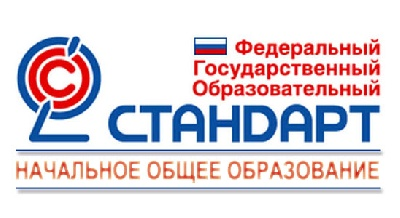 Федеральный
Государственный
Образовательный
СТАНДАРТ
НАЧАЛЬНОЕ ОБЩЕЕ ОБРАЗОВАНИЕ